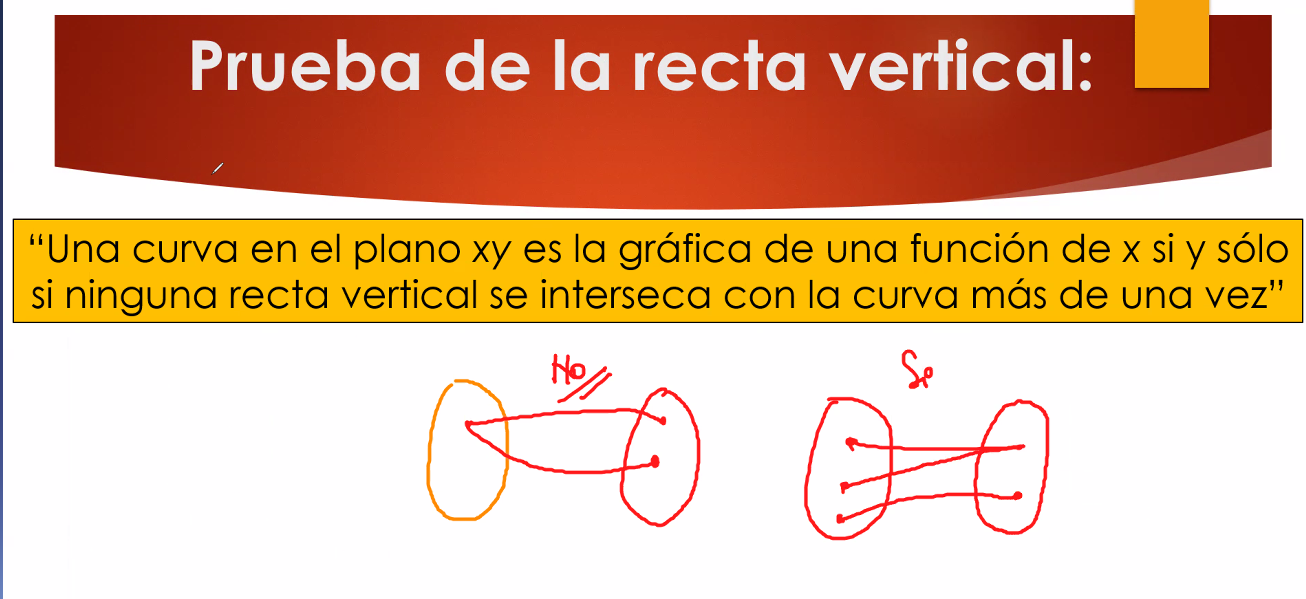 Prueba de la recta vertical:
“Una curva en el plano xy es la gráfica de una función de x si y sólo
si ninguna recta vertical se interseca con la curva más de una vez”
No
Si